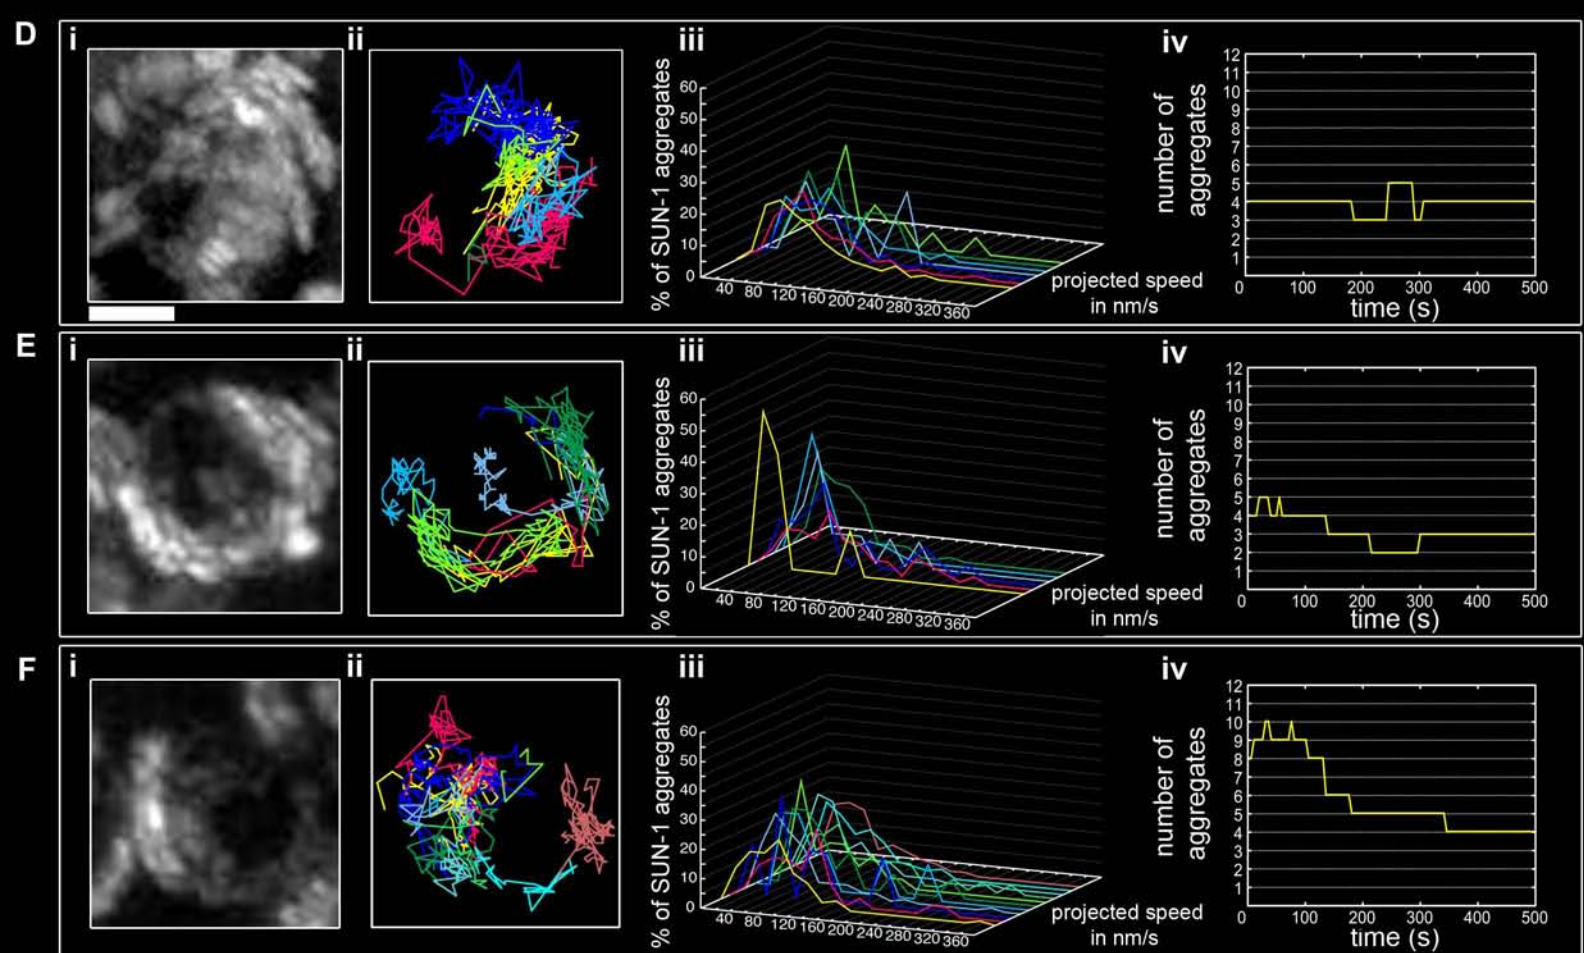 D
i
ii
iii
iv
% of SUN-1 aggregates
60
50
40
30
20
10
0
40 80 120 160 200 240 280 320 360
projected speed
in nm/s
number of
aggregates
12
11
10
9
8
7
6
5
4
3
2
1
0 100 200 300 400 500
time (s)
E
i
ii
iii
iv
% of SUN-1 aggregates
60
50
40
30
20
10
0
40 80 120 160 200 240 280 320 360
projected speed
in nm/s
number of
aggregates
12
11
10
9
8
7
6
5
4
3
2
1
0 100 200 300 400 500
time (s)
F
i
ii
iii
iv
% of SUN-1 aggregates
60
50
40
30
20
10
0
40 80 120 160 200 240 280 320 360
projected speed
in nm/s
number of
aggregates
12
11
10
9
8
7
6
5
4
3
2
1
0 100 200 300 400 500
time (s)